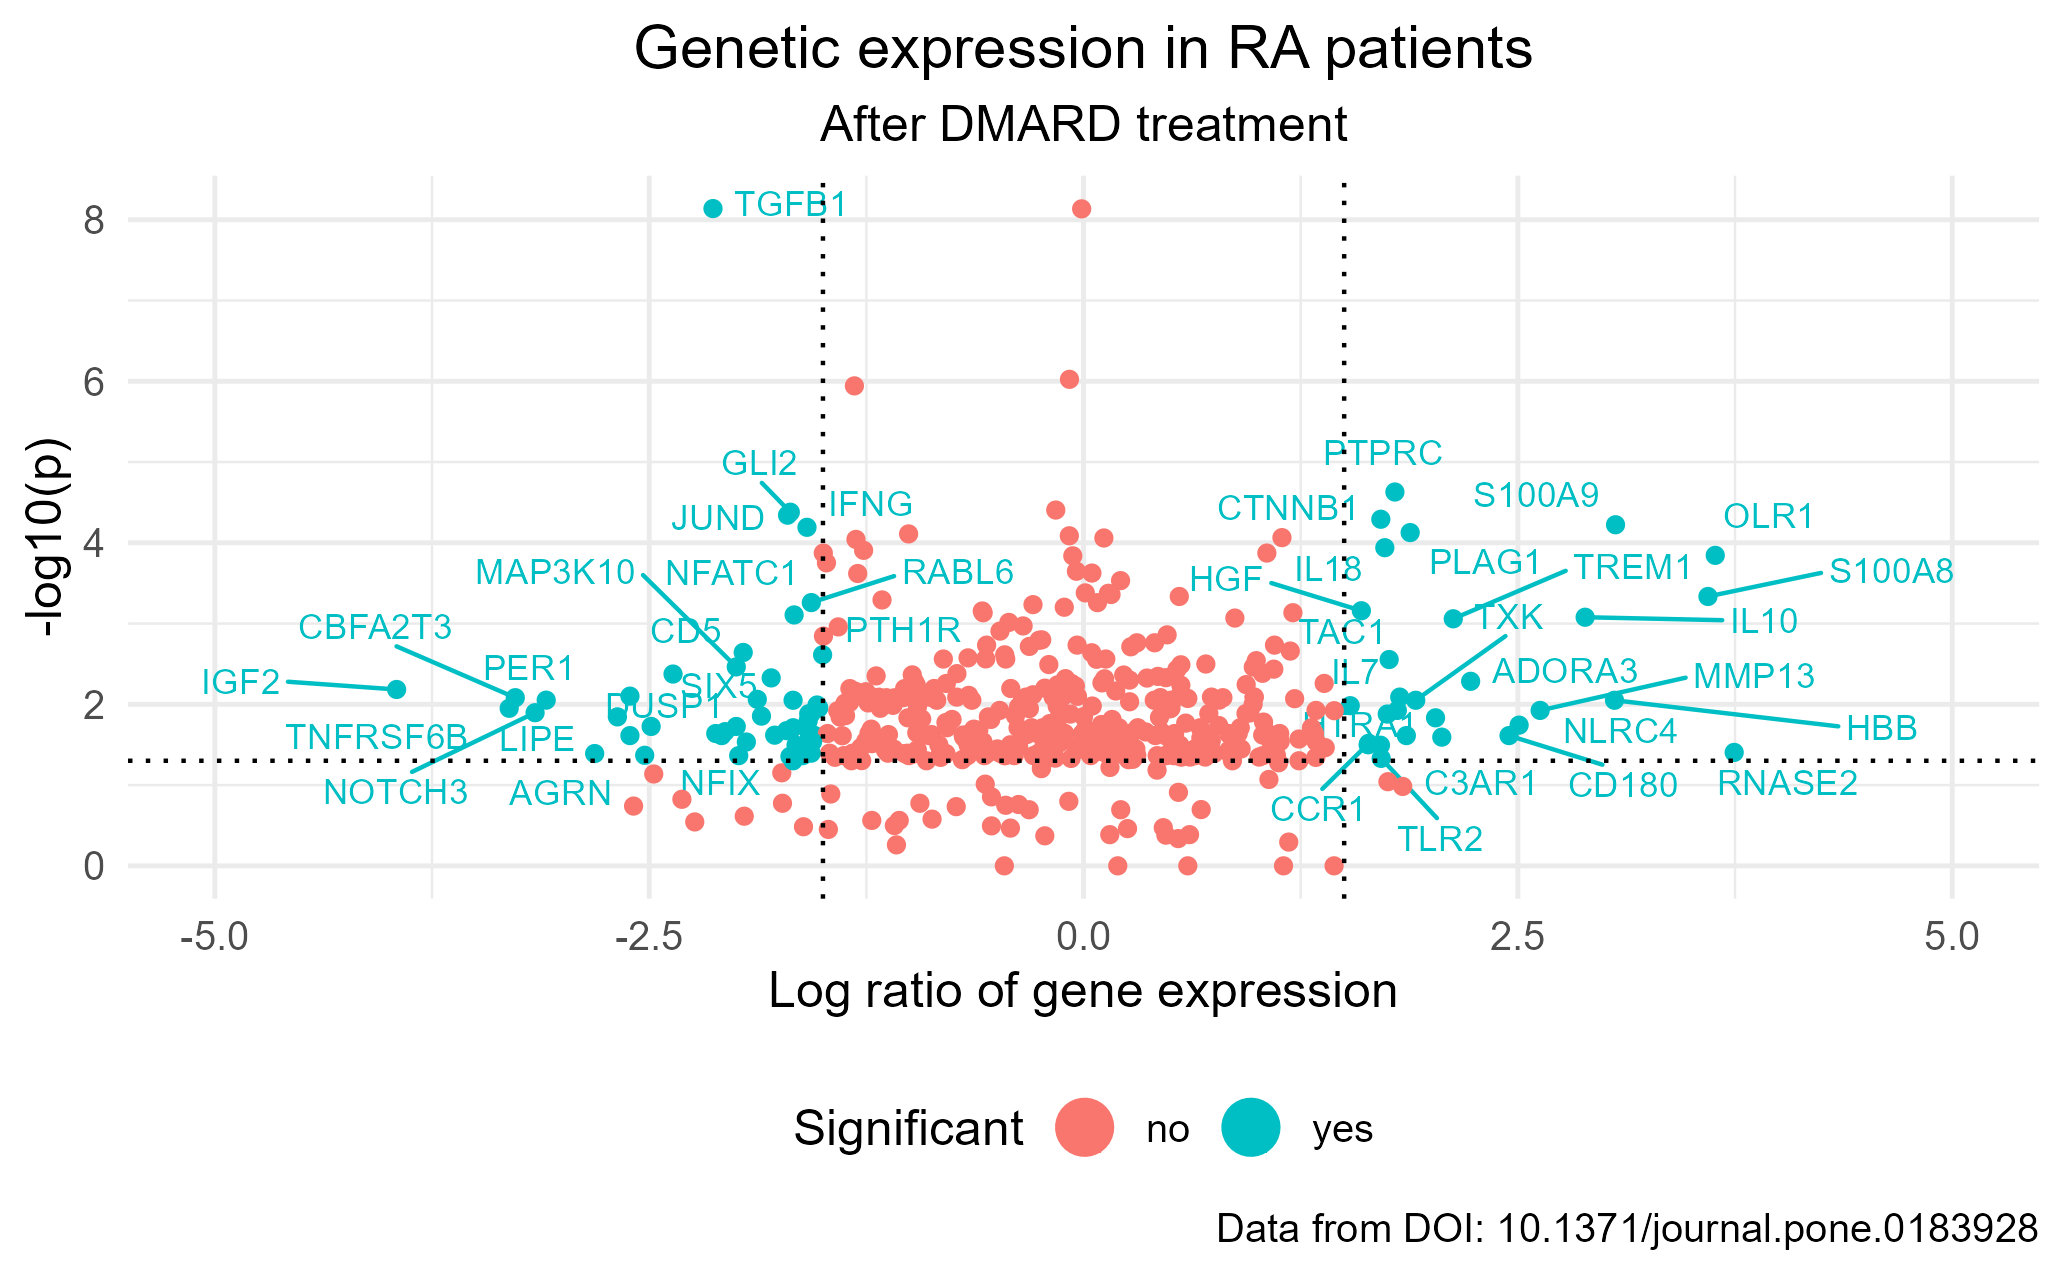 Genetic expression in RA patients
After DMARD treatment
-log10(p)
8
6
4
2
0
TGFB1
GLI2
PTPRC
IFNG
CTNNB1
S100A9
OLR1
JUND
MAP3K10
NFATC1
RABL6
HGF
IL18
PLAG1
TREM1
S100A8
CBFA2T3
CD5
PTH1R
TAC1
TXK
IL10
IGF2
PER1
SIX5
IL7
ADORA3
MMP13
DUSP1
TNFRSF6B
LIPE
HTRA1
NLRC4
HBB
NOTCH3
AGRN
NFIX
CCR1
C3AR1
CD180
RNASE2
TLR2
-5.0
-2.5
0.0
2.5
5.0
Log ratio of gene expression
Significant
no
yes
Data from DOI: 10.1371/journal.pone.0183928